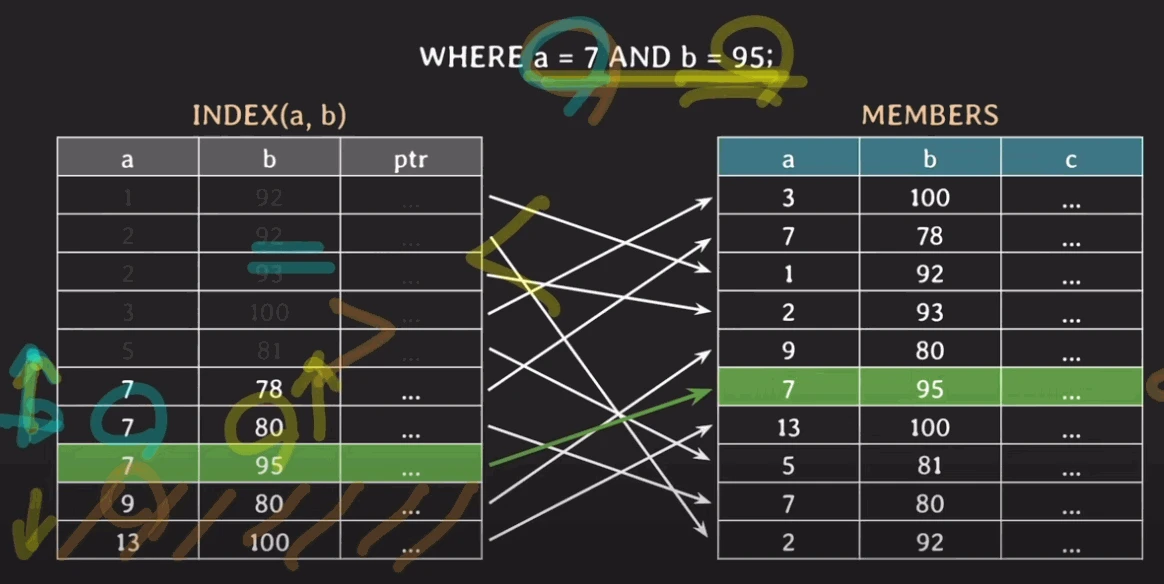 WHERE a = 7 AND b = 95;
INDEX(a, b)
MEMBERS
a b ptr
1 92 ...
2 92 ...
2 93 ...
3 100 ...
5 81 ...
7 78 ...
7 80 ...
7 95 ...
9 80 ...
13 100 ...
a b c
3 100 ...
7 78 ...
1 92 ...
2 93 ...
9 80 ...
7 95 ...
13 100 ...
5 81 ...
7 80 ...
2 92 ...